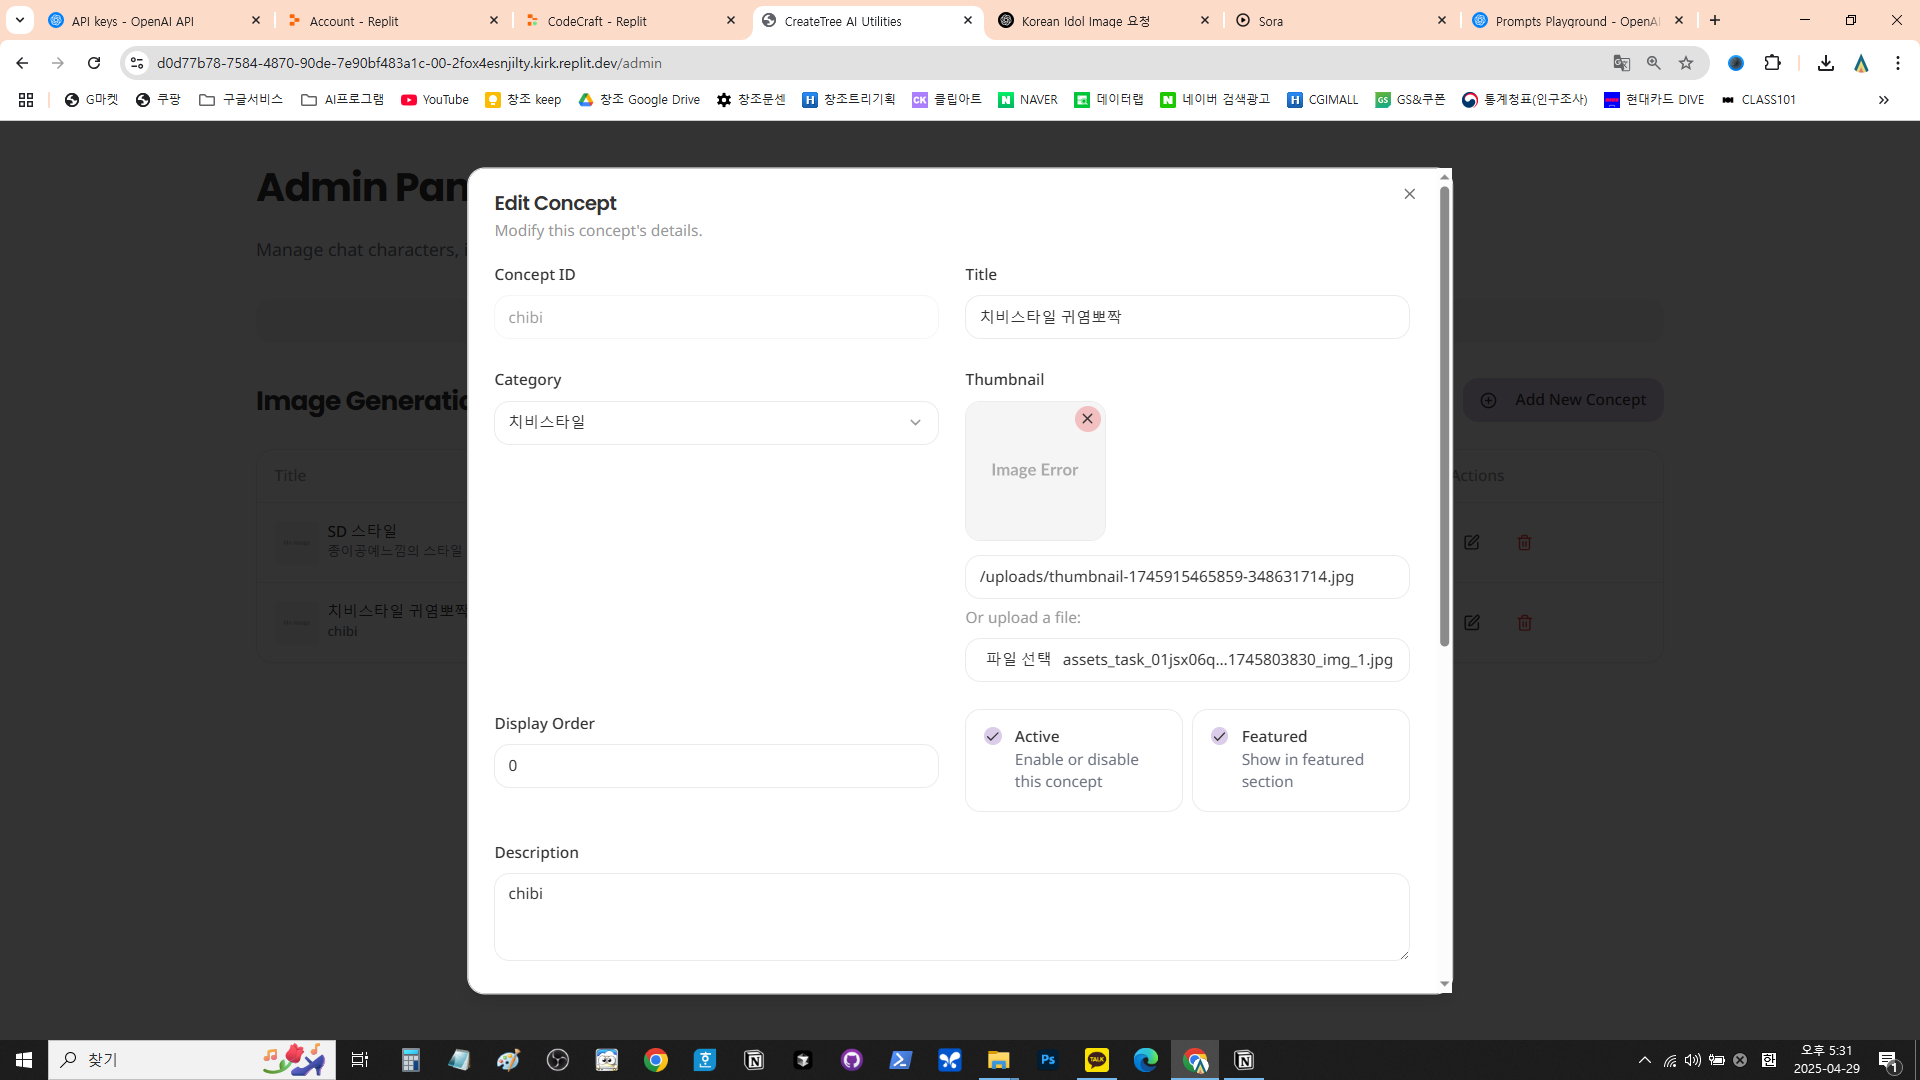 API keys - OpenAI API
Account - Replit
CodeCraft - Replit
CreateTree AI Utilities
Korean Idol Image 요청
Sora
Prompts Playground - OpenAI
d0d77b78-7584-4870-90de-7e90bf483a1c-00-2fox4esnjilty.kirk.replit.dev/admin
G마켓
쿠팡
구글서비스
AI프로그램
YouTube
창조 keep
창조 Google Drive
창조문센
창조트리기획
CK 클립아트
NAVER
데이터랩
네이버 검색광고
CGIMALL
GS GS&쿠폰
통계청표(인구조사)
현대카드 DIVE
CLASS101
Admin Pan
Manage chat characters, i
Image Generatio
Add New Concept
Title
Actions
SD 스타일
종이공예느낌의 스타일
치비스타일 귀염뽀짝
chibi
Edit Concept
Modify this concept's details.
Concept ID
Title
chibi
치비스타일 귀염뽀짝
Category
Thumbnail
치비스타일
Image Error
/uploads/thumbnail-1745915465859-348631714.jpg
Or upload a file:
파일 선택 assets_task_01jsx06q...1745803830_img_1.jpg
Display Order
0
Active
Enable or disable
this concept
Featured
Show in featured
section
Description
chibi
찾기
Ps
TALK
한
오후 5:31
2025-04-29
1